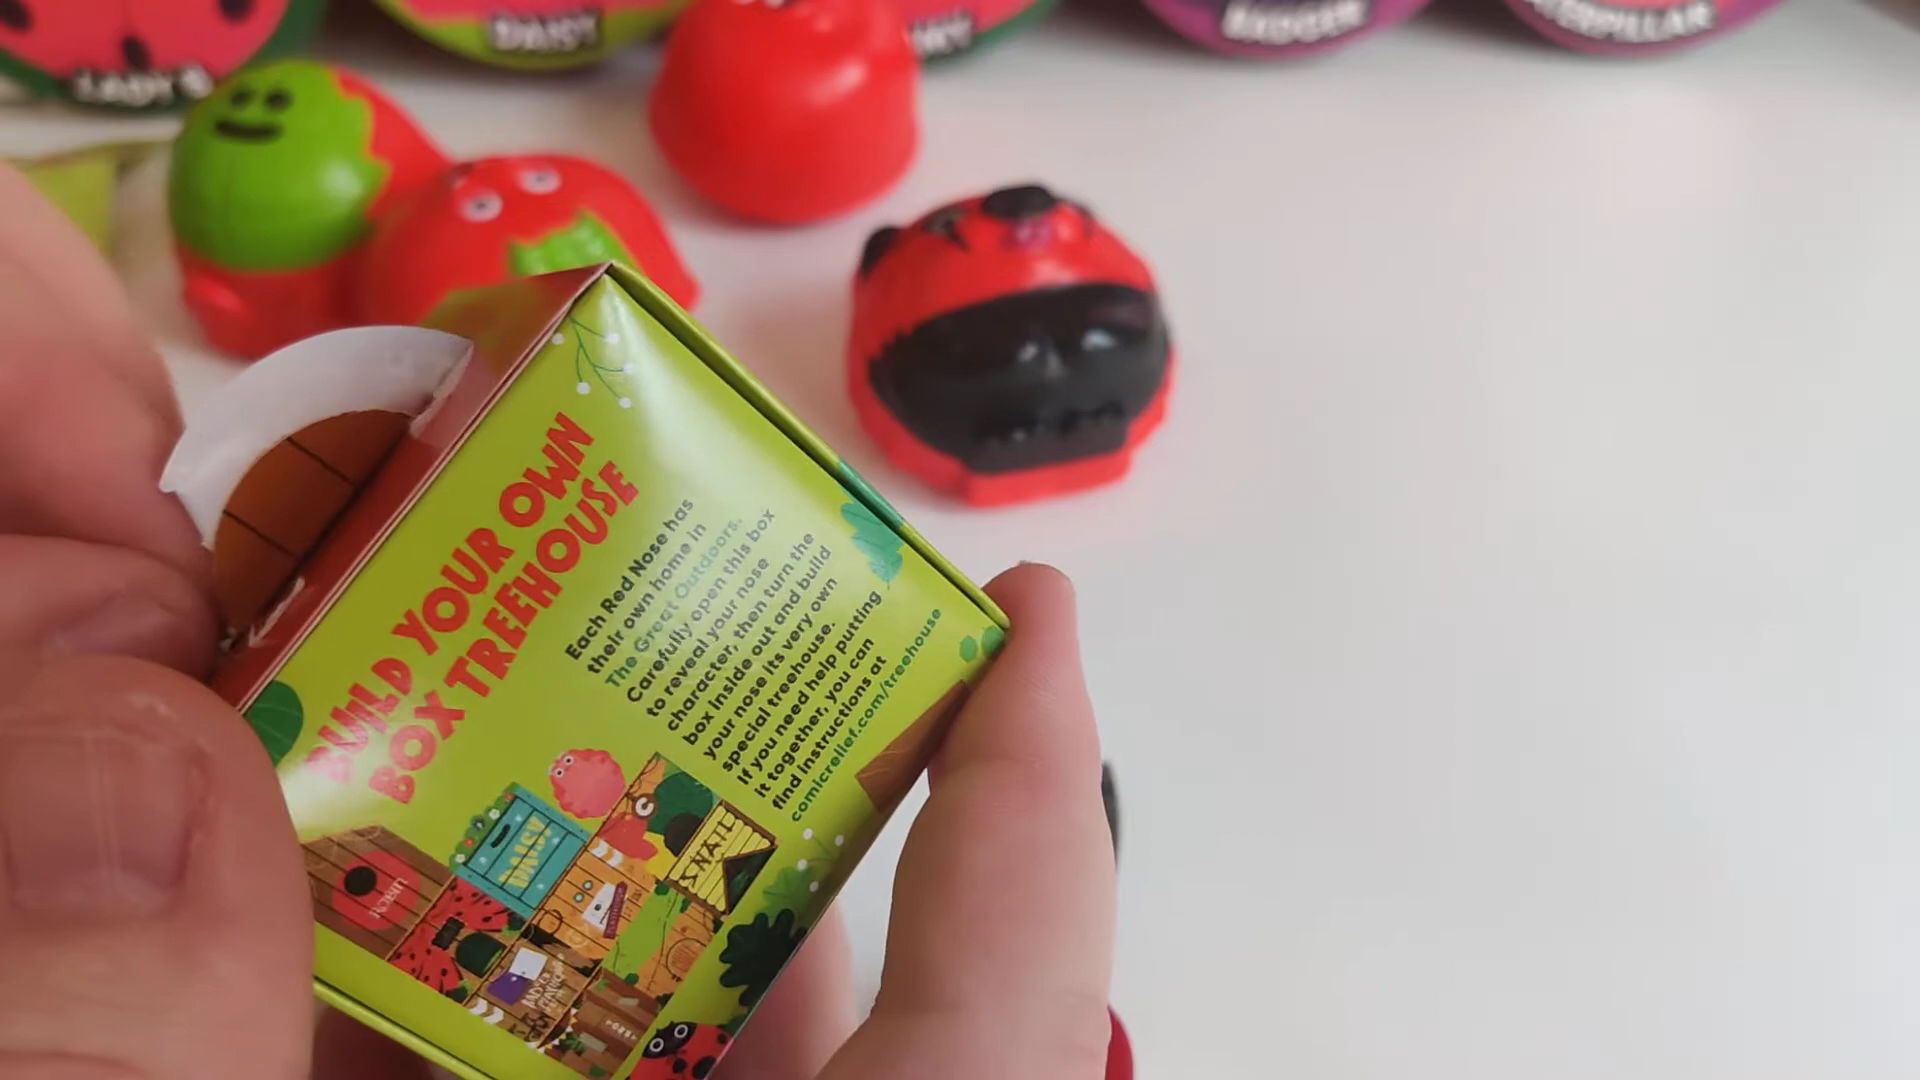 DAISY
BADGER
BUILD YOUR OWN
BOX TREEHOUSE
Each Red Nose has
their own home in
The Great Outdoors.
Carefully open this box
to reveal your nose
character, then turn the
box inside out and build
your nose its very own
special treehouse.
If you need help putting
it together, you can
find instructions at
comicrelief.com/treehouse
DAISY